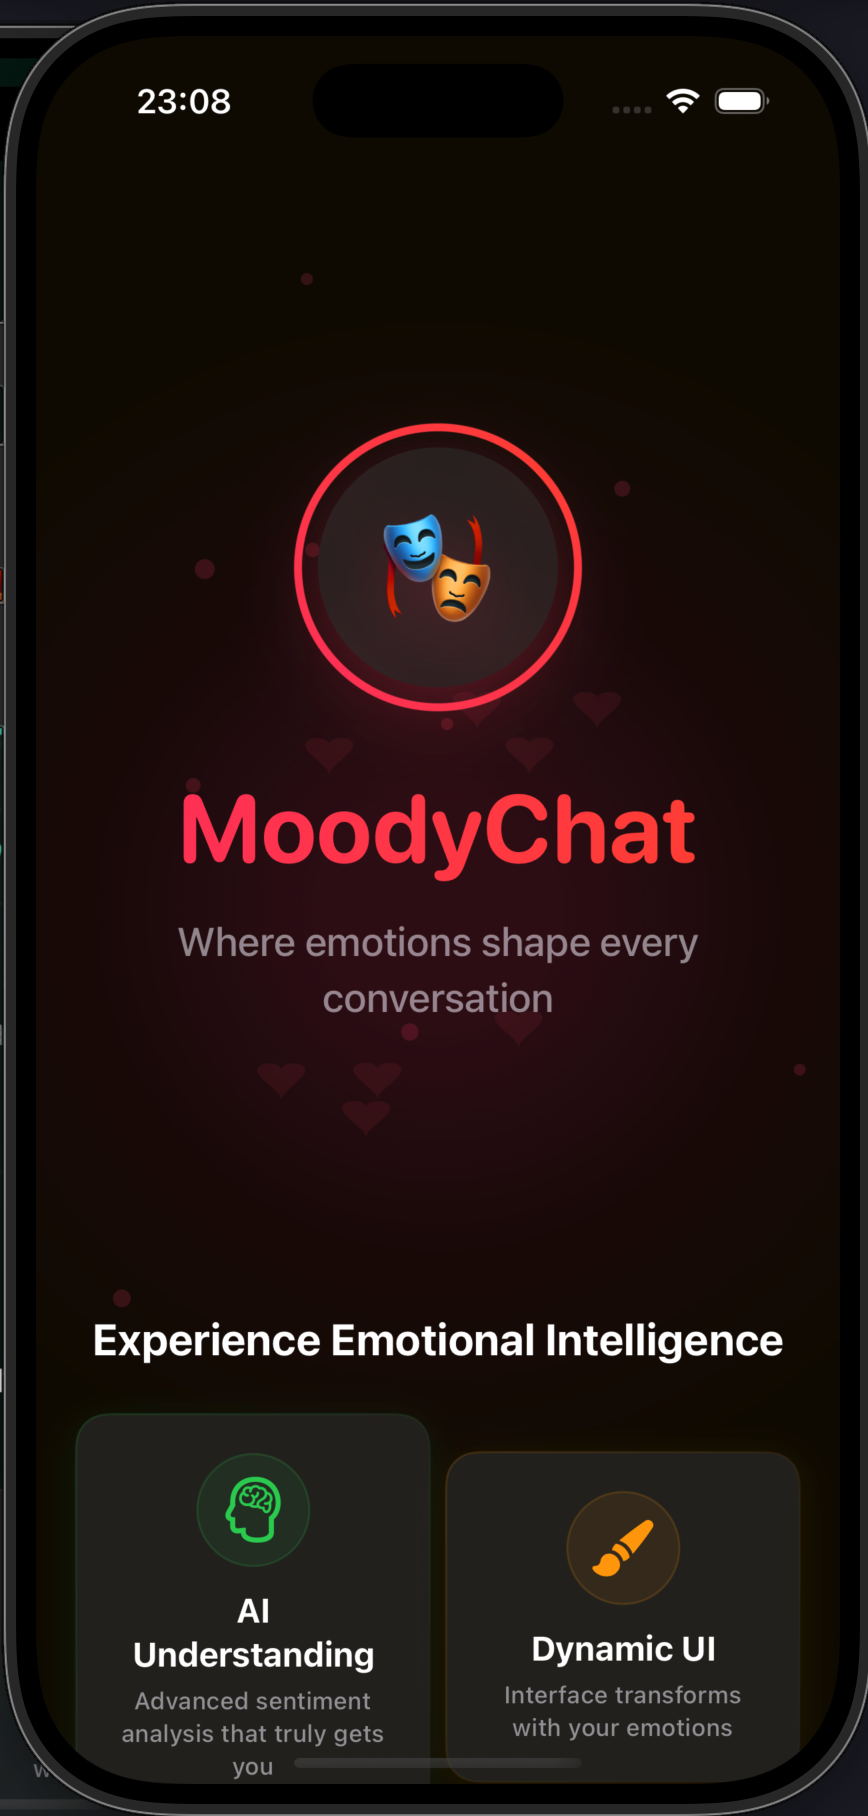 23:08
MoodyChat
Where emotions shape every
conversation
Experience Emotional Intelligence
AI
Understanding
Advanced sentiment
analysis that truly gets
you
Dynamic UI
Interface transforms
with your emotions